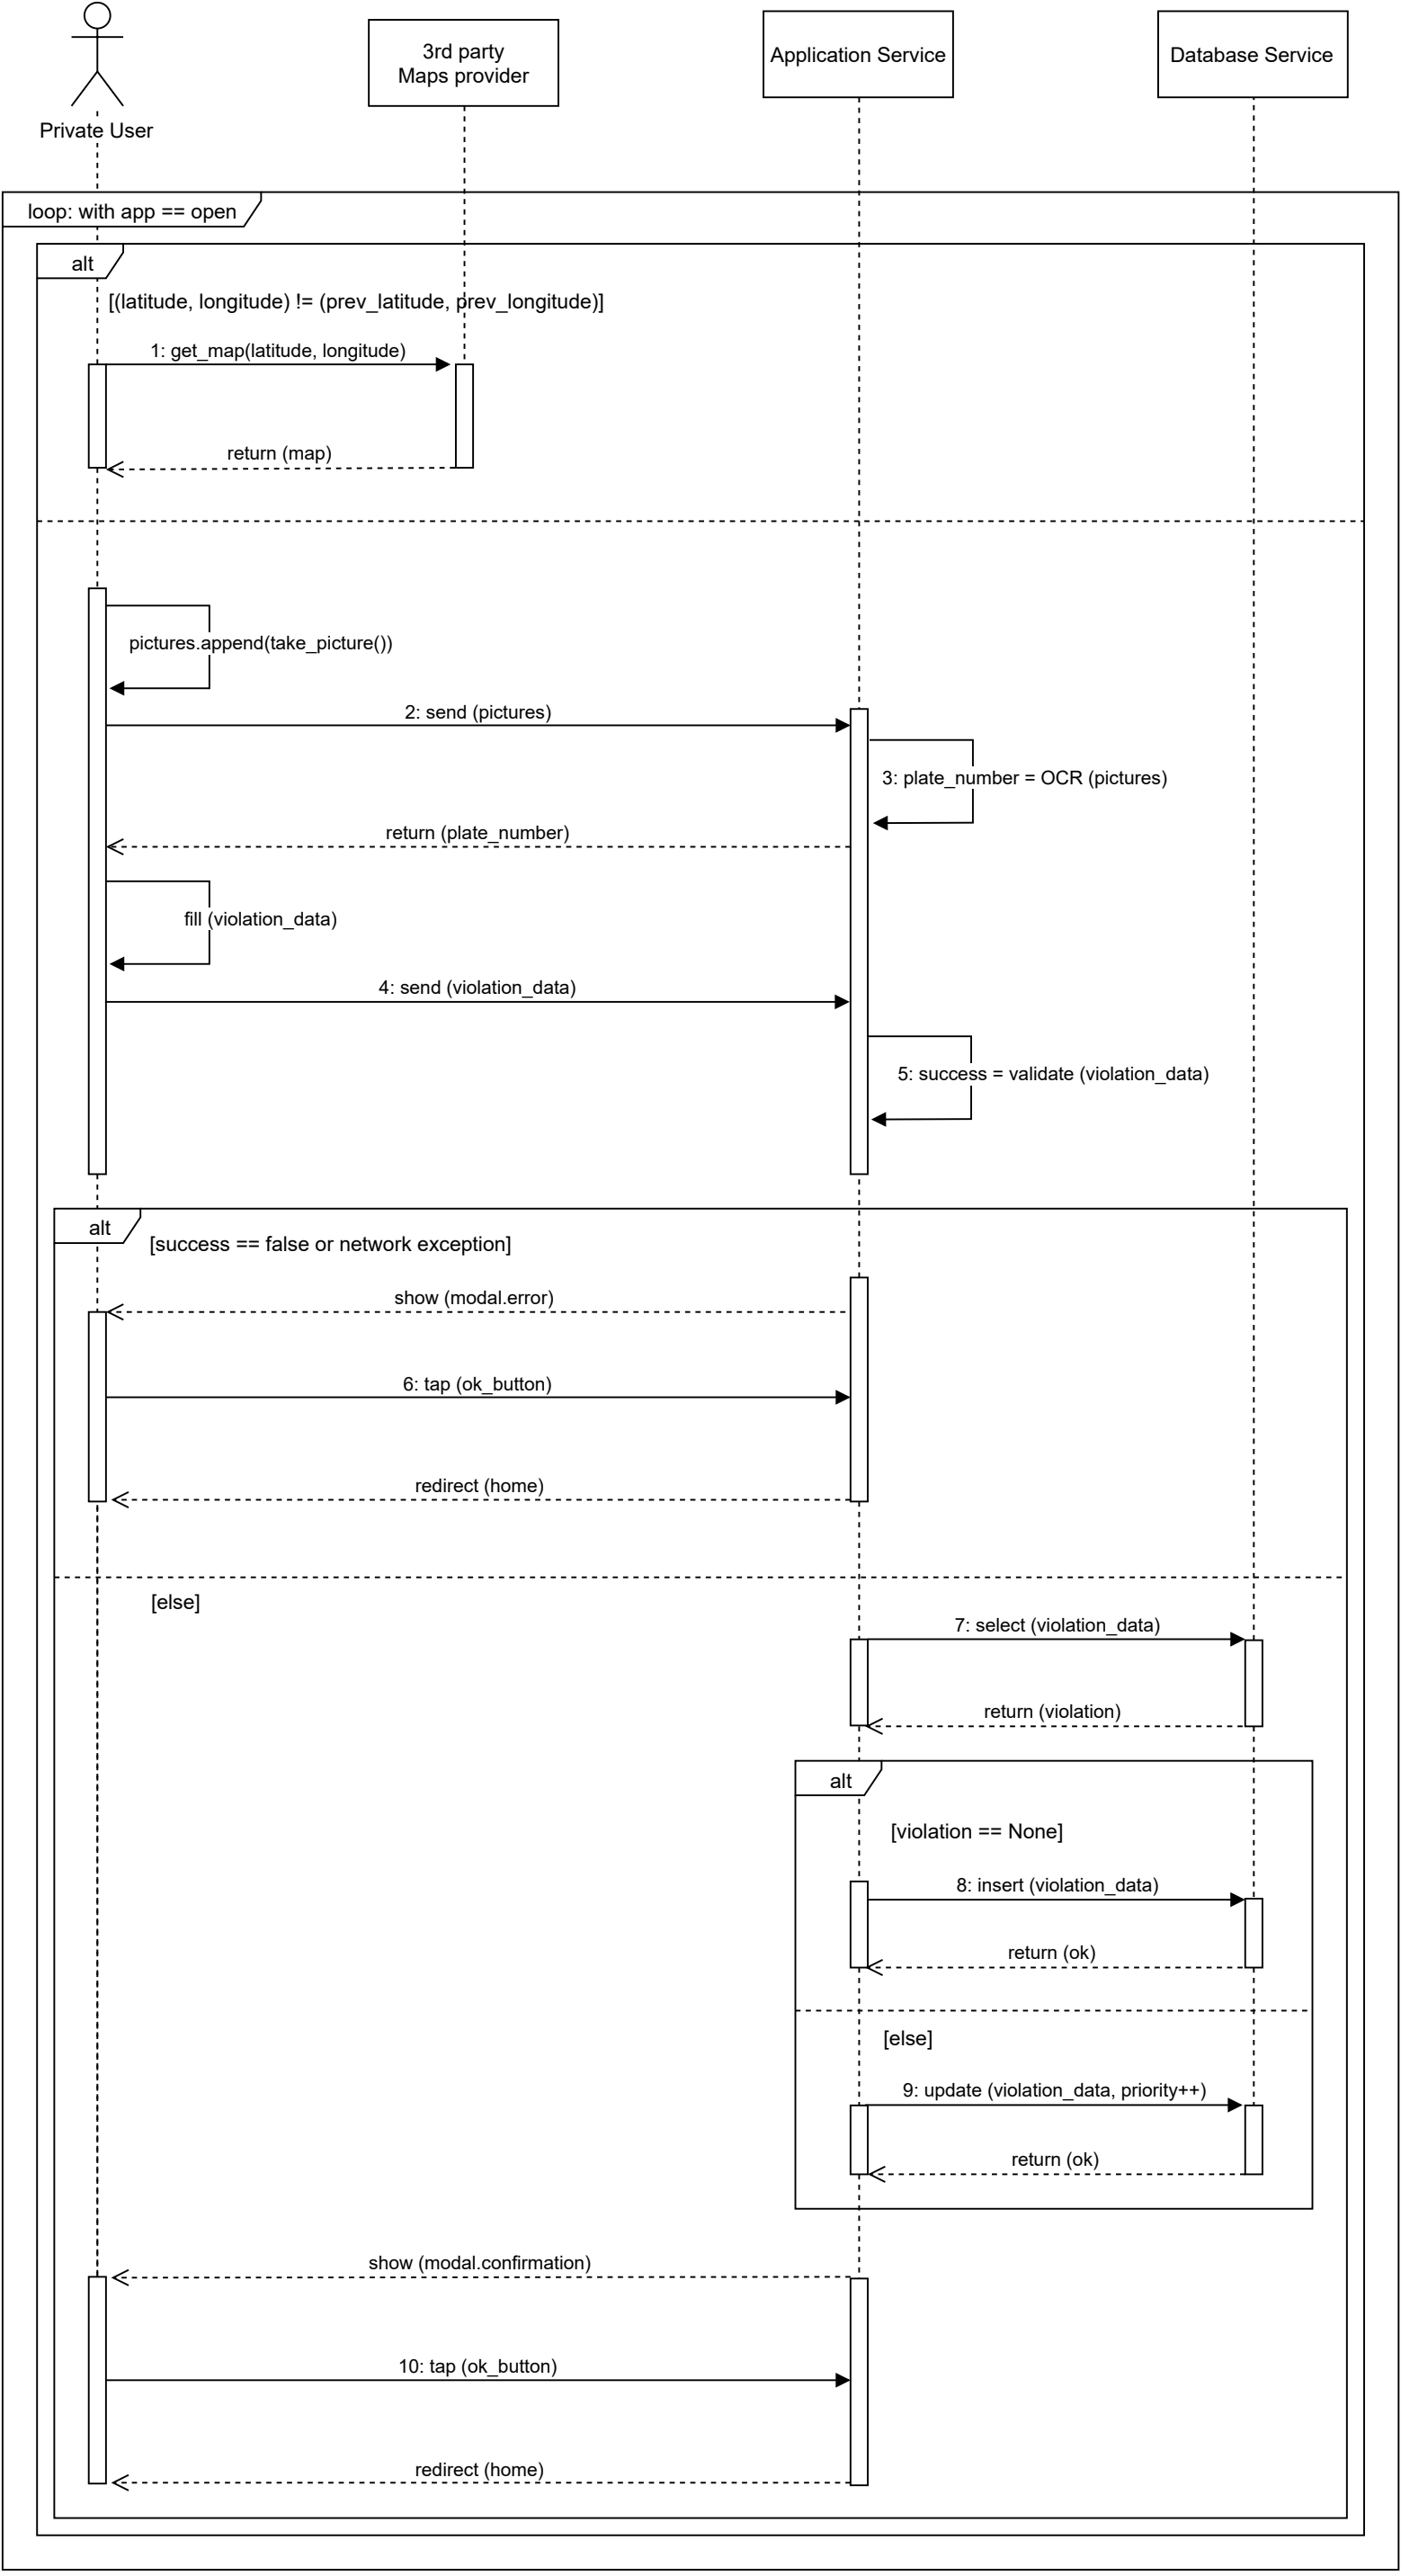 Private User
3rd party
Maps provider
Application Service
Database Service
loop: with app == open
alt
[(latitude, longitude) != (prev_latitude, prev_longitude)]
1: get_map(latitude, longitude)
return (map)
pictures.append(take_picture())
2: send (pictures)
3: plate_number = OCR (pictures)
return (plate_number)
fill (violation_data)
4: send (violation_data)
5: success = validate (violation_data)
alt
[success == false or network exception]
show (modal.error)
6: tap (ok_button)
redirect (home)
[else]
7: select (violation_data)
return (violation)
alt
[violation == None]
8: insert (violation_data)
return (ok)
[else]
9: update (violation_data, priority++)
return (ok)
show (modal.confirmation)
10: tap (ok_button)
redirect (home)